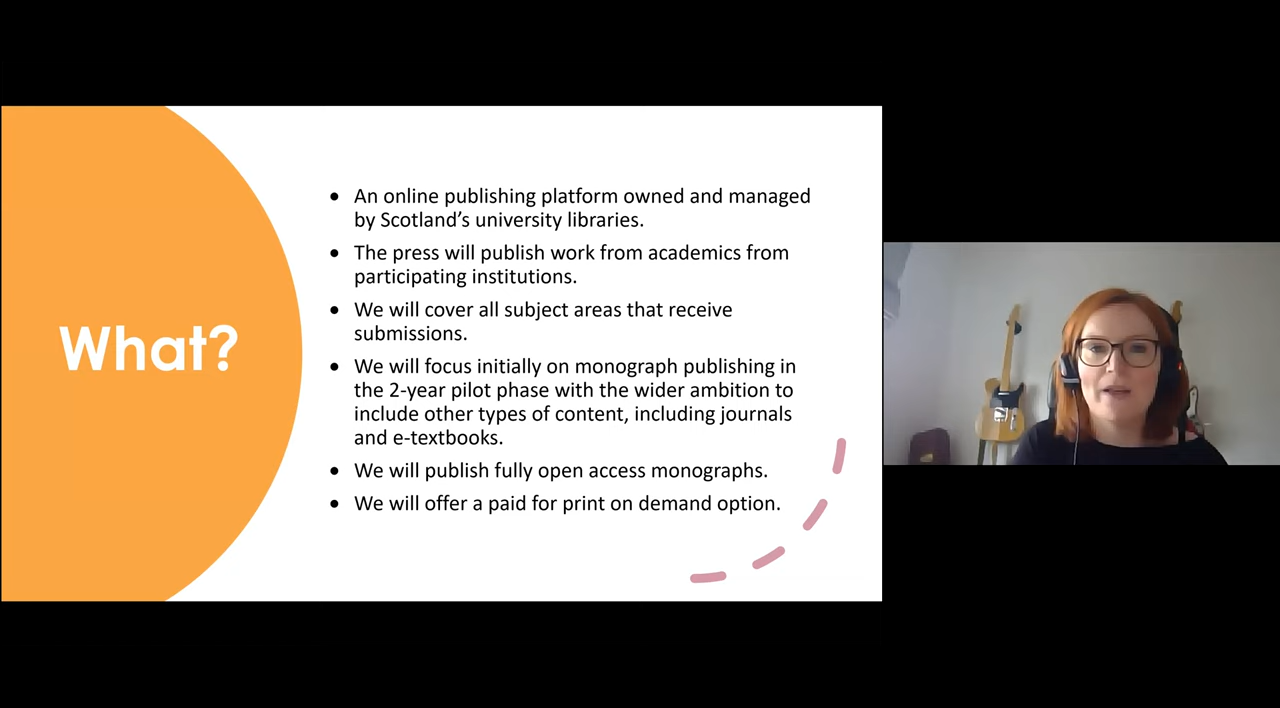 What?
• An online publishing platform owned and managed
by Scotland’s university libraries.
• The press will publish work from academics from
participating institutions.
• We will cover all subject areas that receive
submissions.
• We will focus initially on monograph publishing in
the 2-year pilot phase with the wider ambition to
include other types of content, including journals
and e-textbooks.
• We will publish fully open access monographs.
• We will offer a paid for print on demand option.